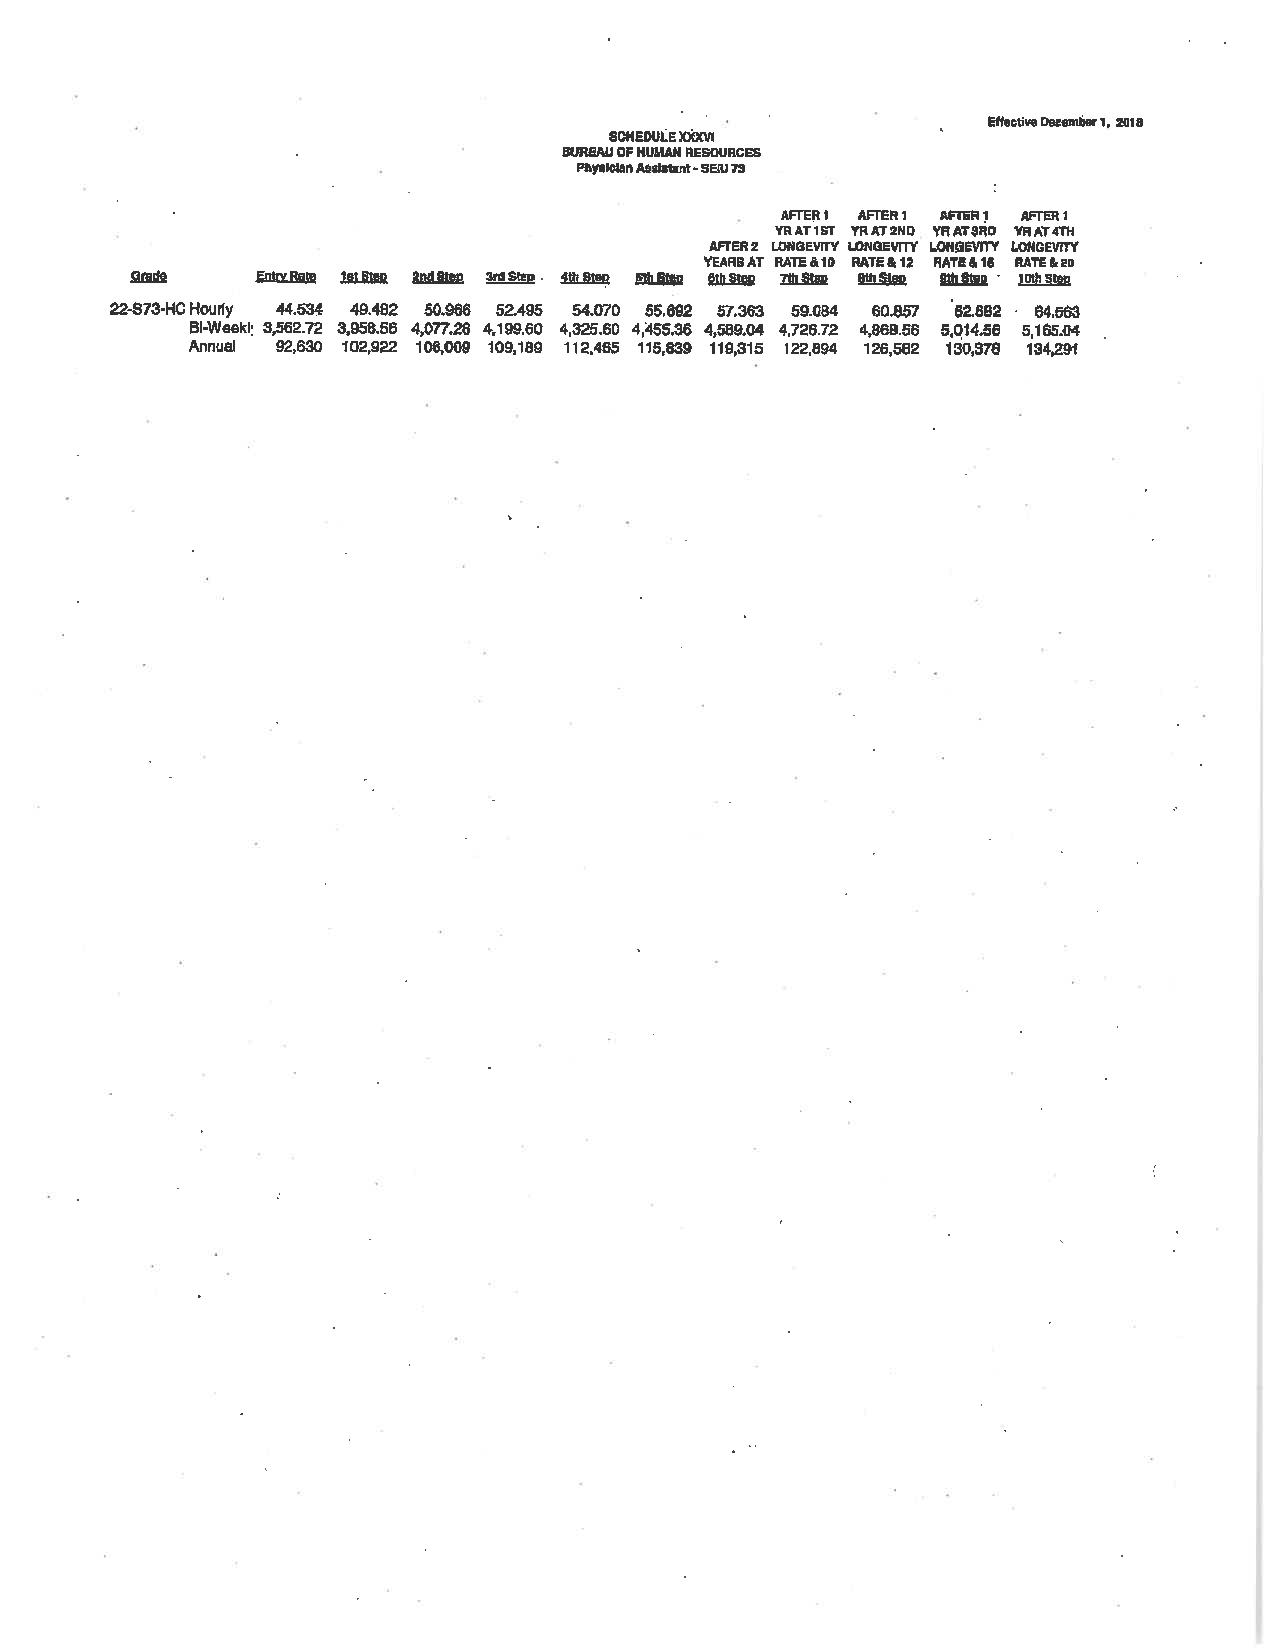 Effective December 1, 2018
SCHEDULE XXXVI
BUREAU OF HUMAN RESOURCES
Physician Assistant - SEIU 73
AFTER 1 AFTER 1 AFTER 1 AFTER 1
YR AT 1ST YR AT 2ND YR AT 3RD YR AT 4TH
AFTER 2 LONGEVITY LONGEVITY LONGEVITY LONGEVITY
YEARS AT RATE & 10 RATE & 12 RATE & 16 RATE & 20
Grade Entry Rate 1st Step 2nd Step 3rd Step 4th Step 5th Step 6th Step 7th Step 8th Step 9th Step 10th Step
22-S73-HC Hourly 44.534 49.482 50.966 52.495 54.070 55.692 57.363 59.084 60.857 62.682 64.563
Bi-Weekl 3,562.72 3,958.56 4,077.28 4,199.60 4,325.60 4,455.36 4,589.04 4,726.72 4,868.56 5,014.56 5,165.04
Annual 92,630 102,922 106,009 109,189 112,465 115,839 119,315 122,894 126,582 130,378 134,291